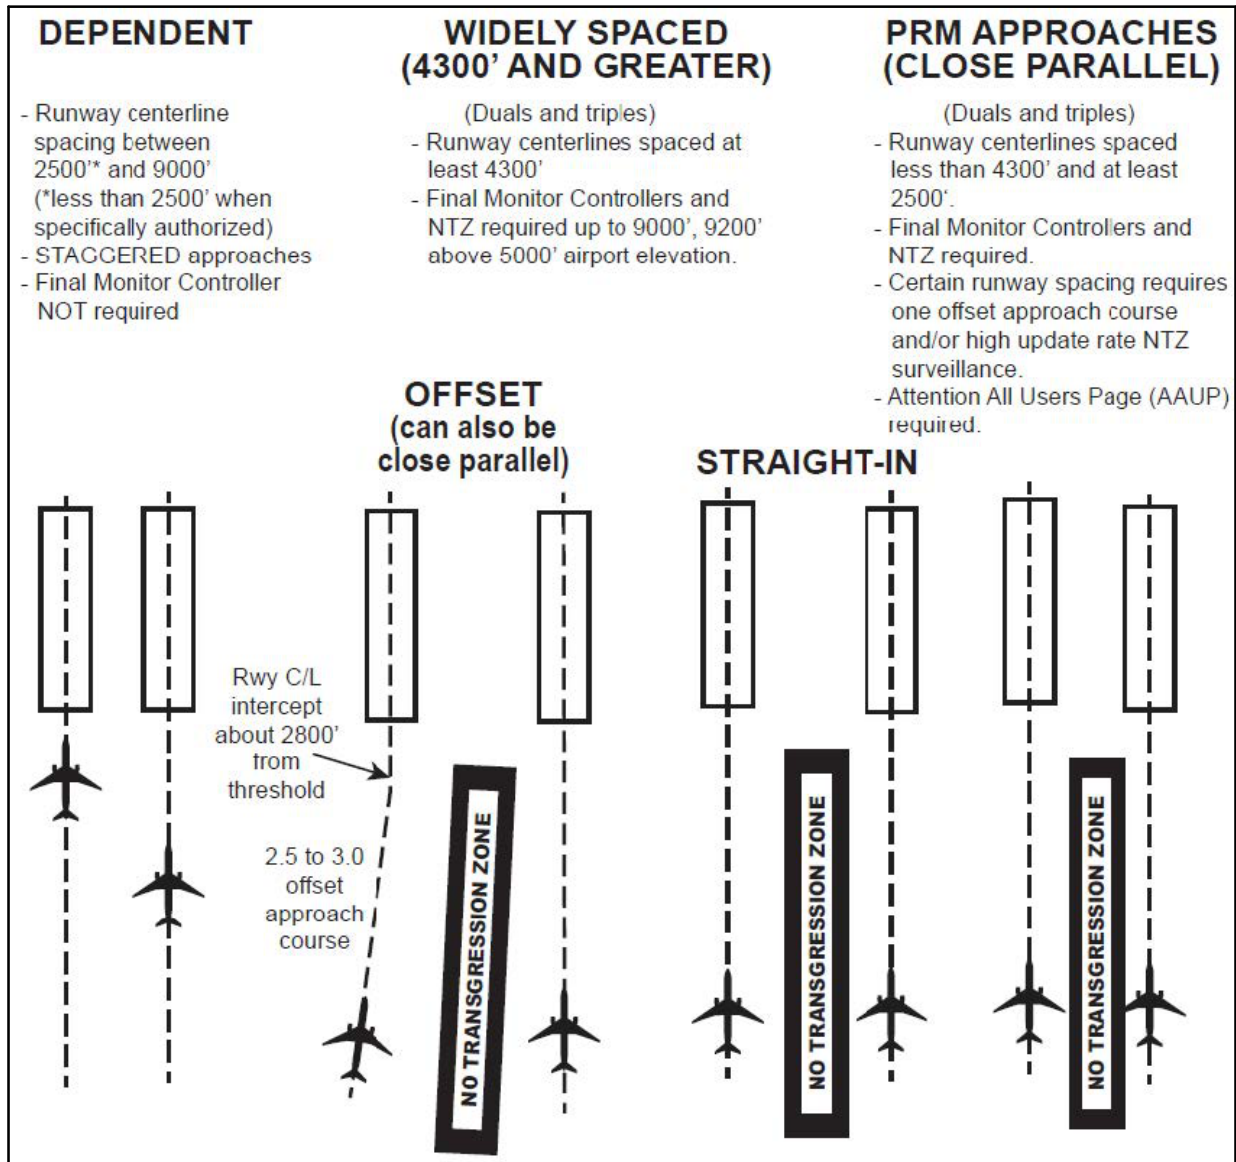 DEPENDENT
- Runway centerline
spacing between
2500'* and 9000'
(*less than 2500' when
specifically authorized)
- STAGGERED approaches
- Final Monitor Controller
NOT required
WIDELY SPACED
(4300' AND GREATER)
(Duals and triples)
- Runway centerlines spaced at
least 4300'
- Final Monitor Controllers and
NTZ required up to 9000', 9200'
above 5000' airport elevation.
PRM APPROACHES
(CLOSE PARALLEL)
(Duals and triples)
- Runway centerlines spaced
less than 4300' and at least
2500‘.
- Final Monitor Controllers and
NTZ required.
- Certain runway spacing requires
one offset approach course
and/or high update rate NTZ
surveillance.
- Attention All Users Page (AAUP)
required.
OFFSET
(can also be
close parallel)
STRAIGHT-IN
Rwy C/L
intercept
about 2800'
from
threshold
2.5 to 3.0
offset
approach
course
NO TRANSGRESSION ZONE
NO TRANSGRESSION ZONE
NO TRANSGRESSION ZONE